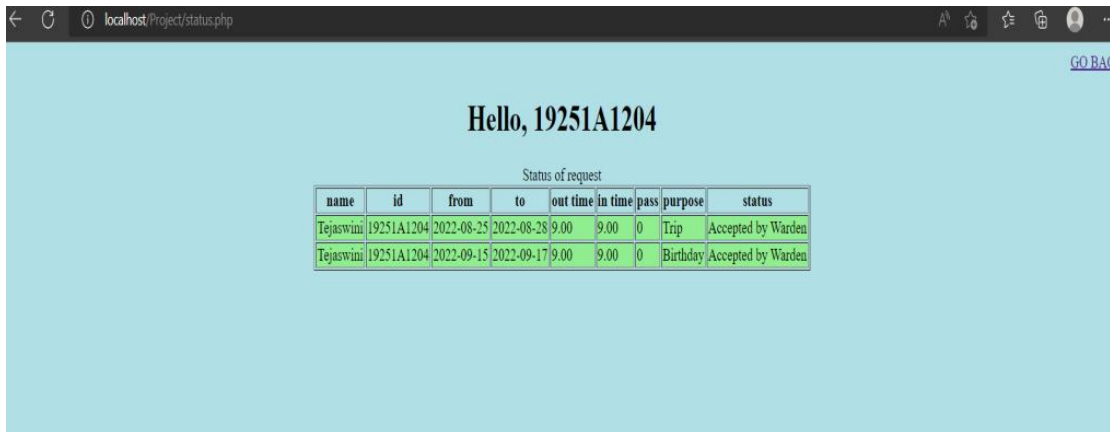 localhost/Project/status.php
GO BAC
Hello, 19251A1204
Status of request
name id from to out time in time pass purpose status
Tejaswini 19251A1204 2022-08-25 2022-08-28 9.00 9.00 0 Trip Accepted by Warden
Tejaswini 19251A1204 2022-09-15 2022-09-17 9.00 9.00 0 Birthday Accepted by Warden